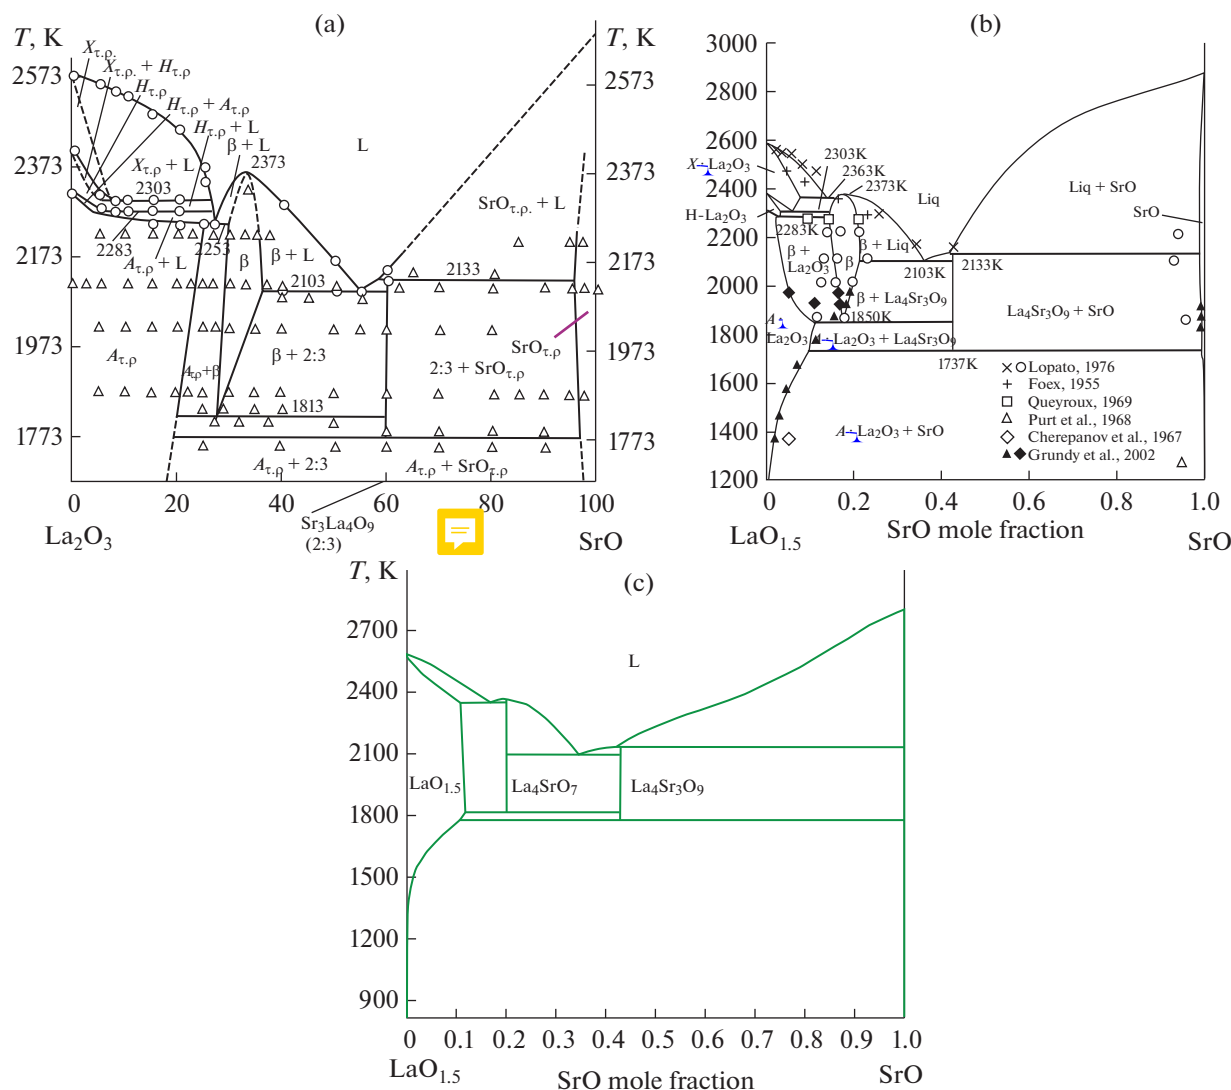 (a)
T, K
T, K
2573
2373
2173
1973
1773
2573
2373
2173
1973
1773
Xτ.ρ.
Xτ.ρ. + Hτ.ρ
Hτ.ρ
Hτ.ρ + Aτ.ρ
Hτ.ρ + L
β + L
2373
L
Xτ.ρ + L
2303
2283
2253
Aτ.ρ + L
β
β + L
2103
2133
SrOτ.ρ. + L
SrOτ.ρ
Aτ.ρ
Aτ.ρ+β
β + 2:3
2:3 + SrOτ.ρ
1813
Aτ.ρ + 2:3
Aτ.ρ + SrOτ.ρ
0 20 40 60 80 100
La2O3
Sr3La4O9
(2:3)
SrO
(b)
T, K
3000
2800
2600
2400
2200
2000
1800
1600
1400
1200
X-La2O3
H-La2O3
2303K
2363K
2373K
2283K
Liq
Liq + SrO
SrO
β +
La2O3
β
β + Liq
2103K
2133K
β + La4Sr3O9
1850K
La4Sr3O9 + SrO
A
La2O3
La2O3 + La4Sr3O9
1737K
A-La2O3 + SrO
Lopato, 1976
Foex, 1955
Queyroux, 1969
Purt et al., 1968
Cherepanov et al., 1967
Grundy et al., 2002
0 0.2 0.4 0.6 0.8 1.0
LaO1.5
SrO mole fraction
SrO
(c)
T, K
2700
2400
2100
1800
1500
1200
900
L
LaO1.5
La4SrO7
La4Sr3O9
0 0.1 0.2 0.3 0.4 0.5 0.6 0.7 0.8 0.9 1.0
LaO1.5
SrO mole fraction
SrO